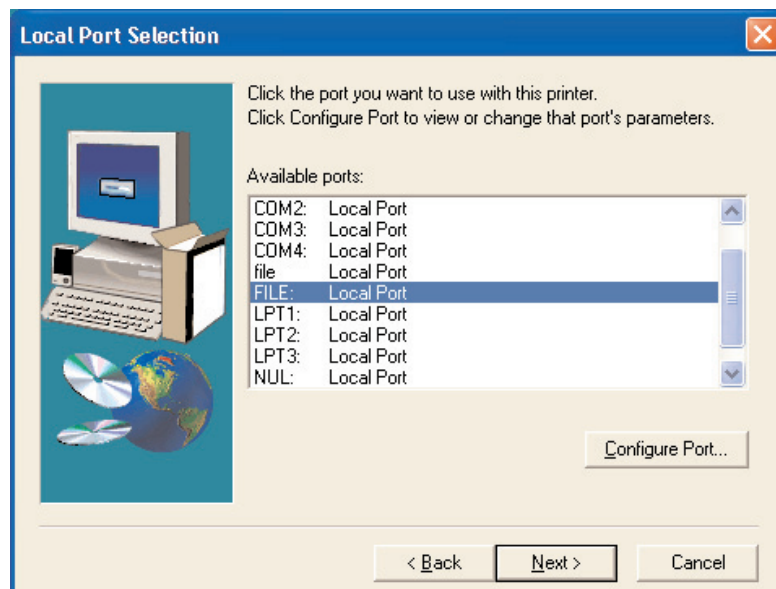 Local Port Selection
Click the port you want to use with this printer.
Click Configure Port to view or change that port's parameters.
Available ports:
COM2: Local Port
COM3: Local Port
COM4: Local Port
file Local Port
FILE: Local Port
LPT1: Local Port
LPT2: Local Port
LPT3: Local Port
NUL: Local Port
Configure Port...
< Back Next > Cancel